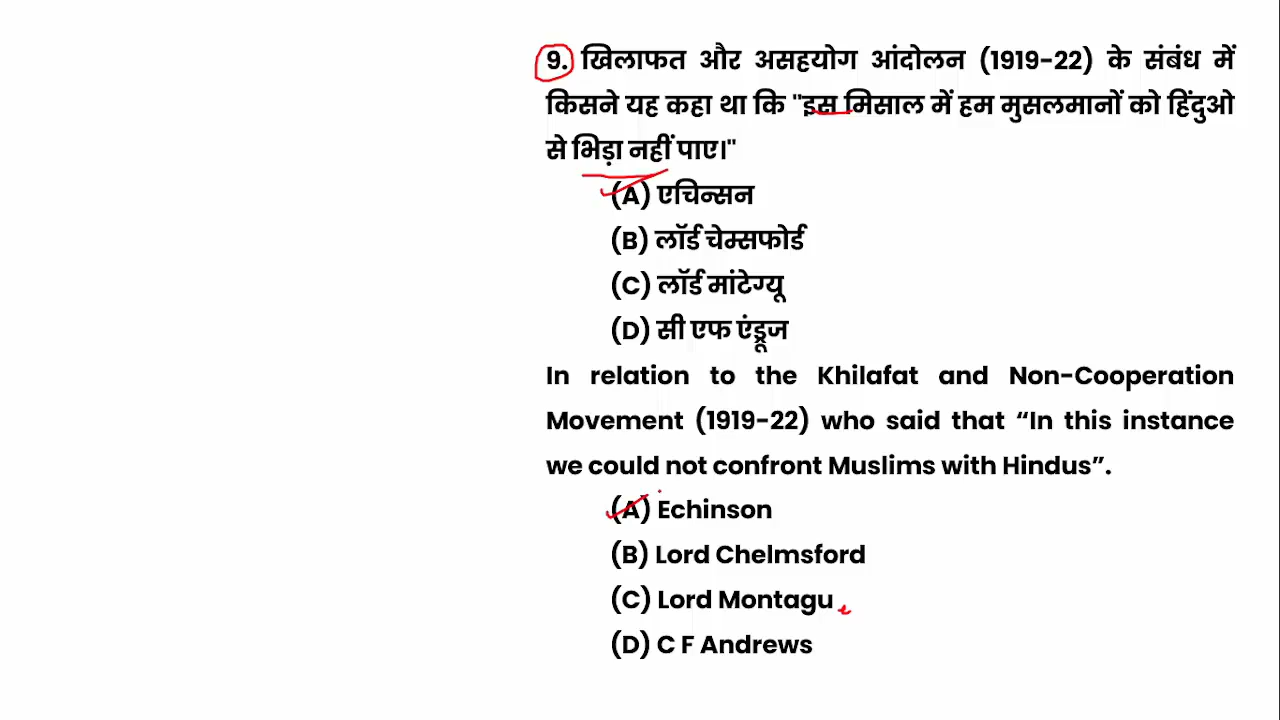 9. खिलाफत और असहयोग आंदोलन (1919-22) के संबंध में
किसने यह कहा था कि "इस मिसाल में हम मुसलमानों को हिंदुओ
से भिड़ा नहीं पाए।"
(A) एचिन्सन
(B) लॉर्ड चेम्सफोर्ड
(C) लॉर्ड मांटेग्यू
(D) सी एफ एंड्रूज
In relation to the Khilafat and Non-Cooperation
Movement (1919-22) who said that “In this instance
we could not confront Muslims with Hindus”.
(A) Echinson
(B) Lord Chelmsford
(C) Lord Montagu
(D) C F Andrews